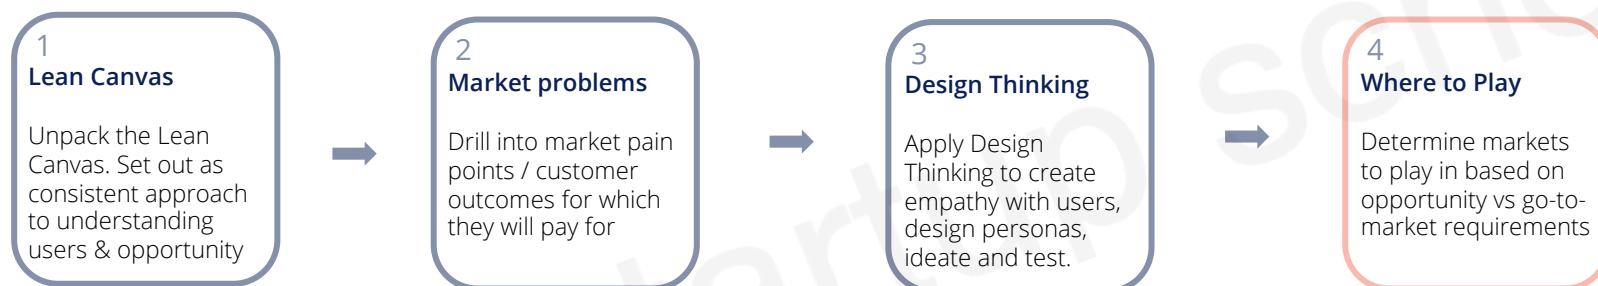 1
Lean Canvas
Unpack the Lean
Canvas. Set out as
consistent approach
to understanding
users & opportunity
2
Market problems
Drill into market pain
points / customer
outcomes for which
they will pay for
3
Design Thinking
Apply Design
Thinking to create
empathy with users,
design personas,
ideate and test.
4
Where to Play
Determine markets
to play in based on
opportunity vs go-to-
market requirements